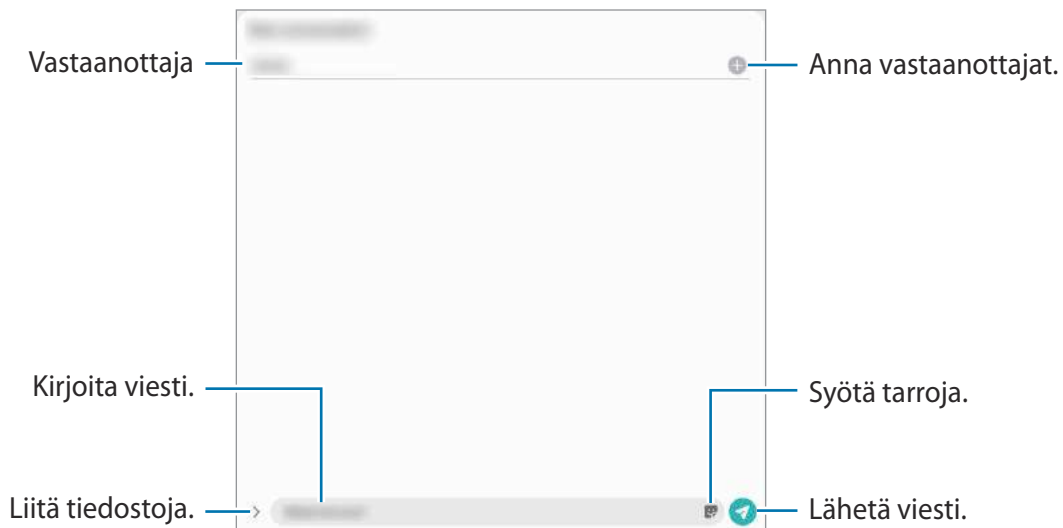 Vastaanottaja
Anna vastaanottajat.
Kirjoita viesti.
Syötä tarroja.
Liitä tiedostoja.
Lähetä viesti.